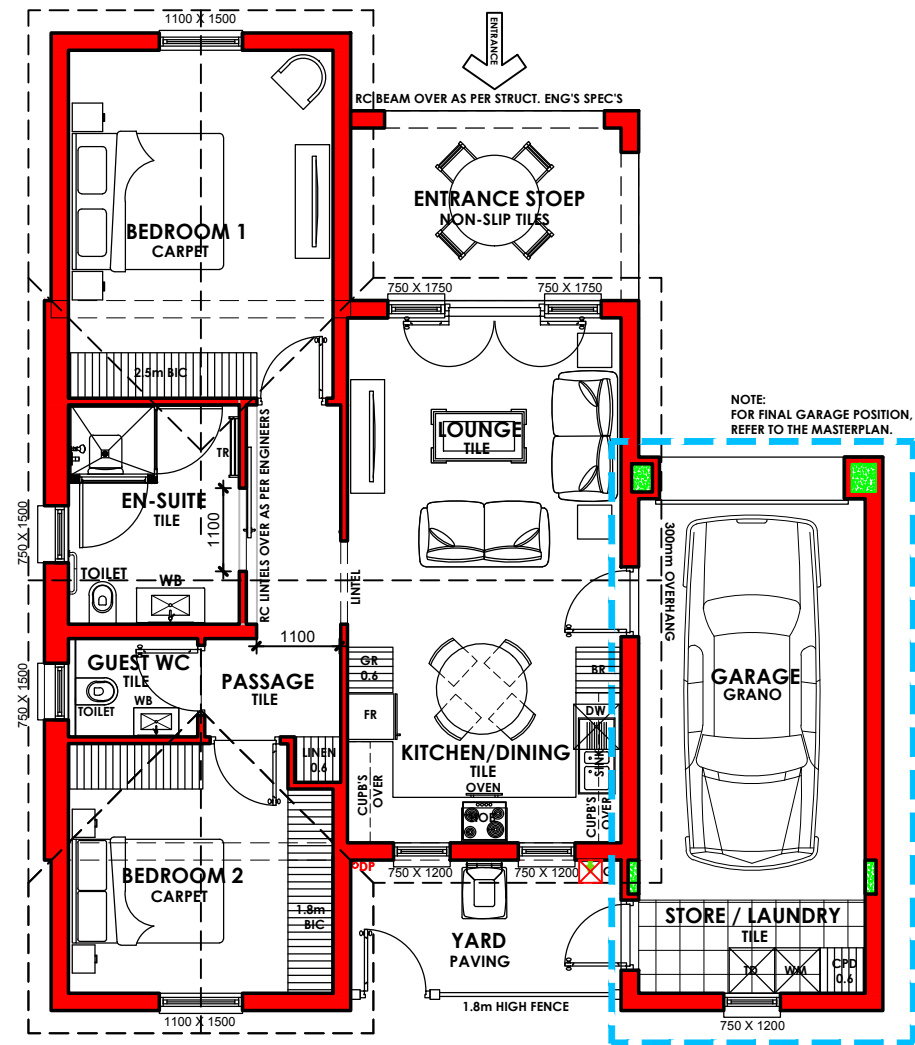 1100 X 1500
ENTRANCE
RC BEAM OVER AS PER STRUCT. ENG'S SPEC'S
ENTRANCE STOEP
NON-SLIP TILES
BEDROOM 1
CARPET
750 X 1750
750 X 1750
2.5m BIC
NOTE:
FOR FINAL GARAGE POSITION,
REFER TO THE MASTERPLAN.
LOUNGE
TILE
TR
EN-SUITE
TILE
1100
RC LINTELS OVER AS PER ENGINEERS
750 X 1500
300mm OVERHANG
TOILET
WB
LINTEL
1100
GUEST WC
TILE
TOILET
WB
750 X 1500
PASSAGE
TILE
GR
0.6
BR
GARAGE
GRANO
FR
DW
SINK
KITCHEN/DINING
TILE
OVEN
HOB
LINEN
0.6
CUPB'S
OVER
CUPB'S
OVER
DP
750 X 1200
750 X 1200
G
BEDROOM 2
CARPET
1.8m
BIC
YARD
PAVING
STORE / LAUNDRY
TILE
TD
WM
CPD
0.6
1.8m HIGH FENCE
1100 X 1500
750 X 1200